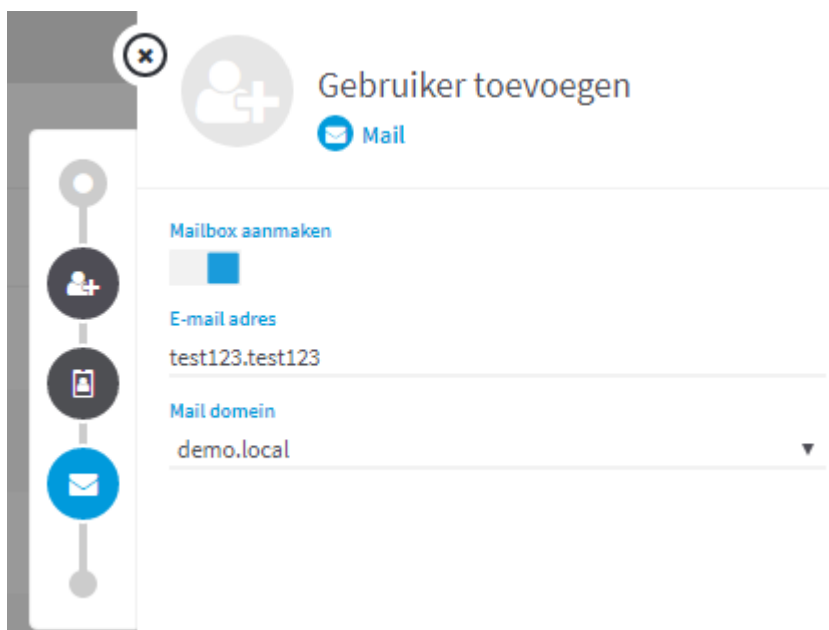 Gebruiker toevoegen
Mail
Mailbox aanmaken
E-mail adres
test123.test123
Mail domein
demo.local